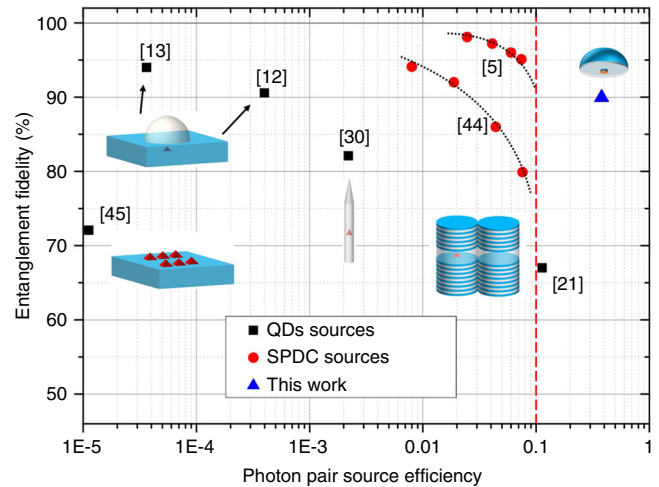 100
90
80
70
60
50
Entanglement fidelity (%)
[13]
[12]
[5]
[30]
[44]
[45]
[21]
QDs sources
SPDC sources
This work
1E-5
1E-4
1E-3
0.01
0.1
1
Photon pair source efficiency